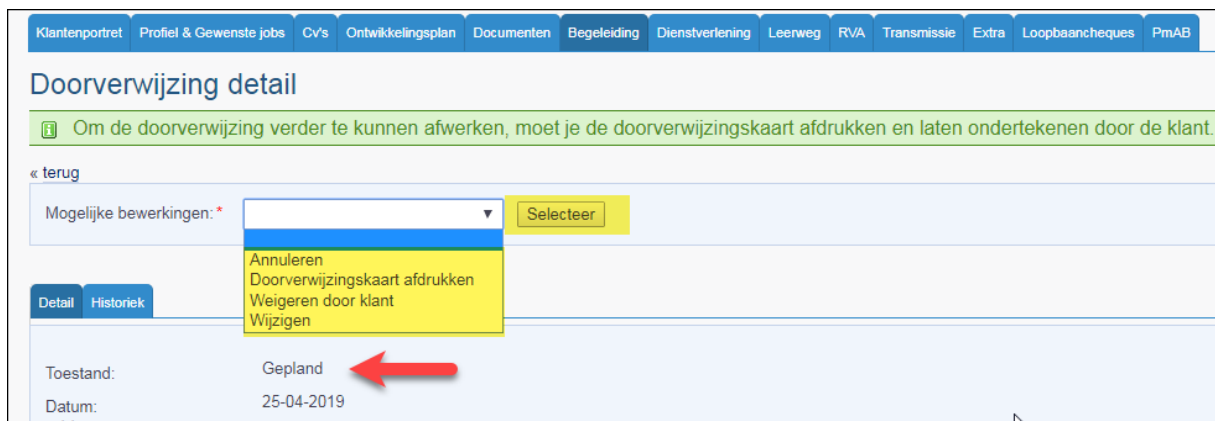 Klantenportret Profiel & Gewenste jobs Cv's Ontwikkelingsplan Documenten Begeleiding Dienstverlening Leerweg RVA Transmissie Extra Loopbaancheques PmAB
Doorverwijzing detail
Om de doorverwijzing verder te kunnen afwerken, moet je de doorverwijzingskaart afdrukken en laten ondertekenen door de klant.
« terug
Mogelijke bewerkingen:* Selecteer
Annuleren
Doorverwijzingskaart afdrukken
Weigeren door klant
Wijzigen
Detail Historiek
Toestand: Gepland
Datum: 25-04-2019